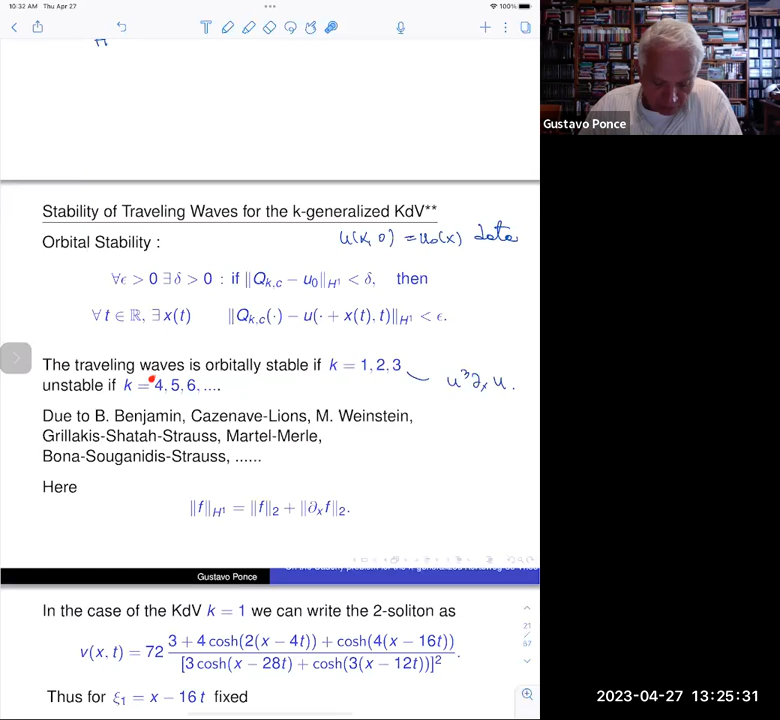 10:32 AM Thu Apr 27
100%
Gustavo Ponce
Stability of Traveling Waves for the k-generalized KdV**
Orbital Stability :
u(x, 0) = u₀(x) data
∀ϵ > 0 ∃ δ > 0 : if ‖Q_{k,c} − u₀‖_{H¹} < δ, then
∀ t ∈ ℝ, ∃ x(t) ‖Q_{k,c}(·) − u(· + x(t), t)‖_{H¹} < ϵ.
The traveling waves is orbitally stable if k = 1, 2, 3
u³∂ₓu.
unstable if k = 4, 5, 6, ....
Due to B. Benjamin, Cazenave-Lions, M. Weinstein,
Grillakis-Shatah-Strauss, Martel-Merle,
Bona-Souganidis-Strauss, ......
Here
‖f‖_{H¹} = ‖f‖₂ + ‖∂ₓf‖₂.
Gustavo Ponce
In the case of the KdV k = 1 we can write the 2-soliton as
v(x, t) = 72 (3 + 4 cosh(2(x − 4t)) + cosh(4(x − 16t))) / [3 cosh(x − 28t) + cosh(3(x − 12t))]².
21
/
57
Thus for ξ₁ = x − 16 t fixed
2023-04-27 13:25:31